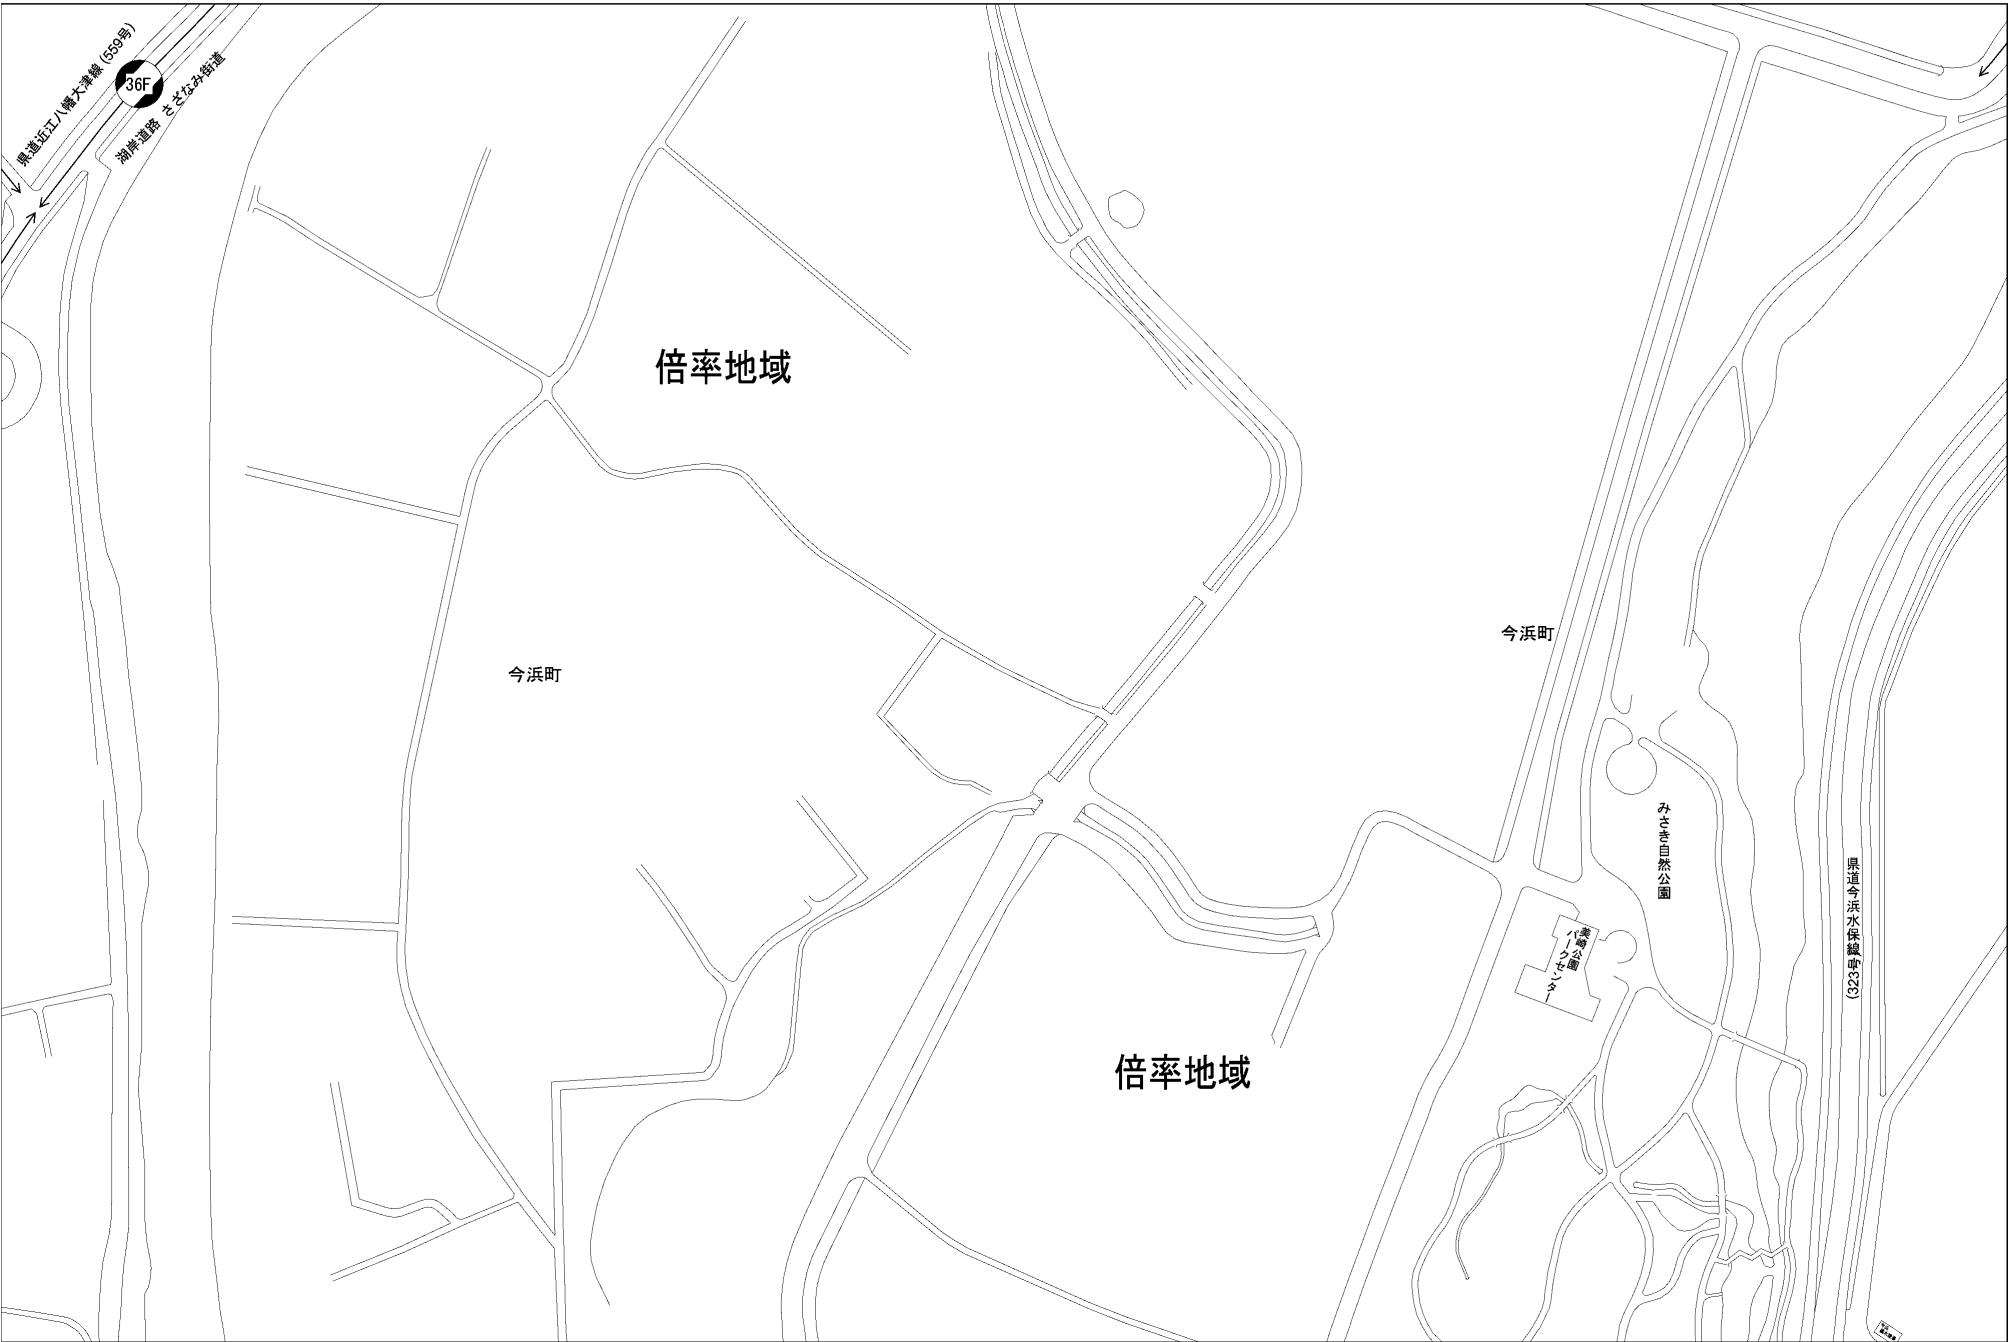 県道近江八幡大津線 (559号)
36F
湖岸道路 さざなみ街道
倍率地域
今浜町
今浜町
みさき自然公園
県道今浜水保線 (323号)
美崎公園
パークセンター
倍率地域